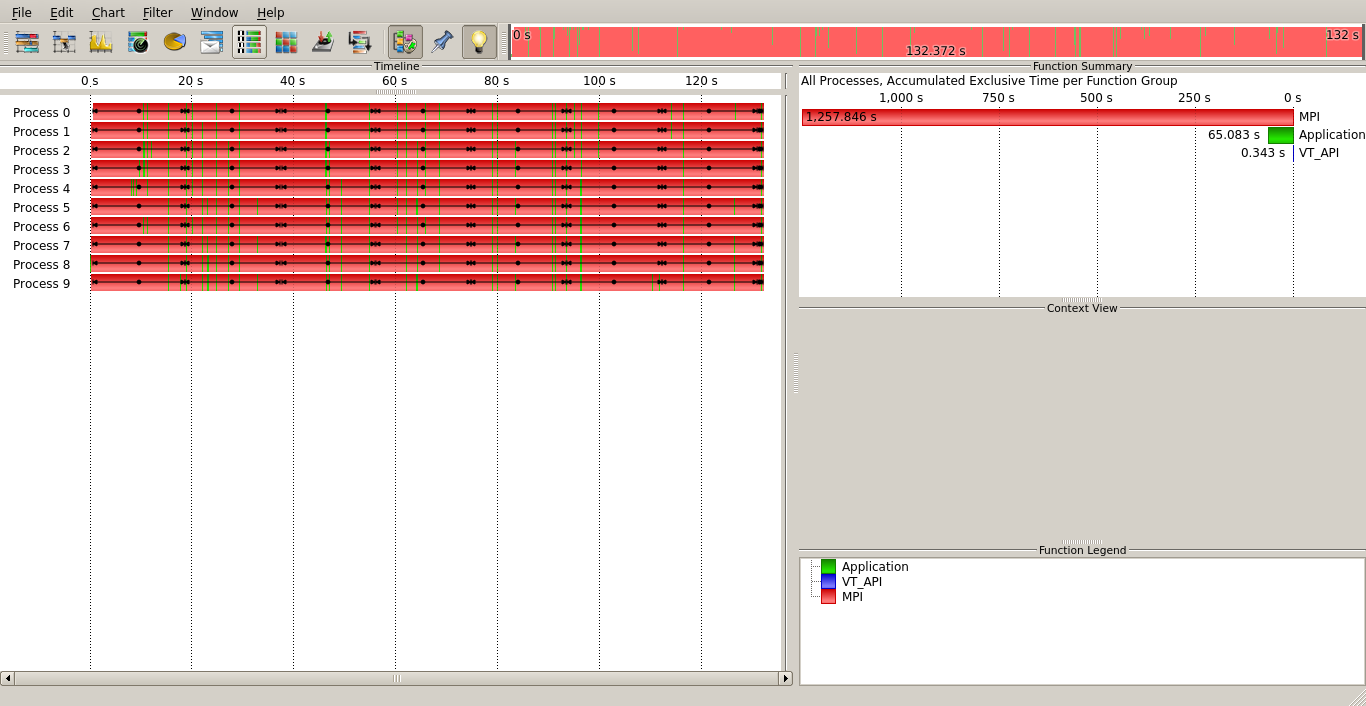 File Edit Chart Filter Window Help
0 s 132 s
132.372 s
Timeline
0 s 20 s 40 s 60 s 80 s 100 s 120 s
Process 0
Process 1
Process 2
Process 3
Process 4
Process 5
Process 6
Process 7
Process 8
Process 9
Function Summary
All Processes, Accumulated Exclusive Time per Function Group
1,000 s 750 s 500 s 250 s 0 s
1,257.846 s MPI
65.083 s Application
0.343 s VT_API
Context View
Function Legend
Application
VT_API
MPI